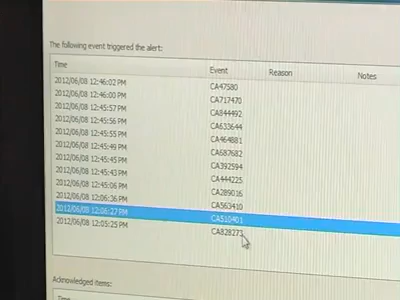 The following event triggered the alert:
Time Event Reason Notes
2012/06/08 12:46:02 PM CA47580
2012/06/08 12:46:00 PM CA717470
2012/06/08 12:45:57 PM CA844492
2012/06/08 12:45:56 PM CA633644
2012/06/08 12:45:55 PM CA464881
2012/06/08 12:45:49 PM CA687682
2012/06/08 12:45:45 PM CA392594
2012/06/08 12:45:43 PM CA444225
2012/06/08 12:45:06 PM CA289016
2012/06/08 12:06:26 PM CA563410
2012/06/08 12:06:27 PM CA510401
2012/06/08 12:05:25 PM CA828273
Acknowledged items:
Time